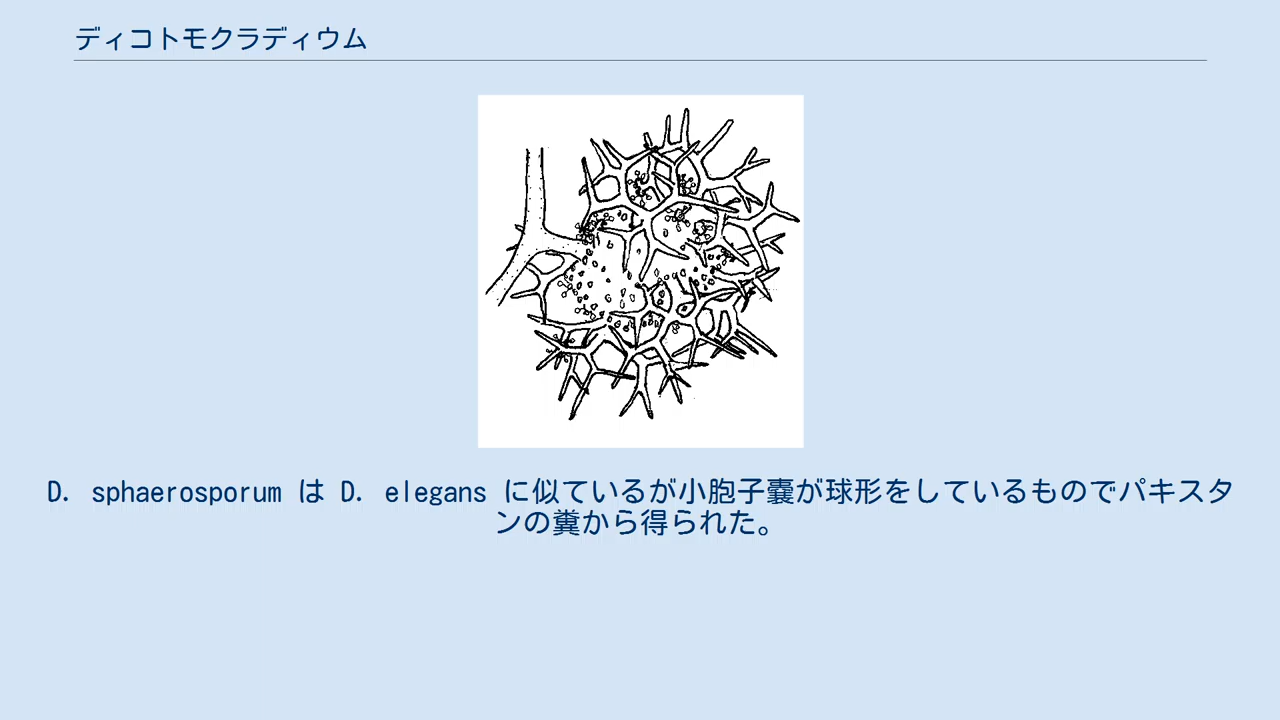 ディコトモクラディウム
D. sphaerosporum は D. elegans に似ているが小胞子嚢が球形をしているものでパキスタ
ンの糞から得られた。